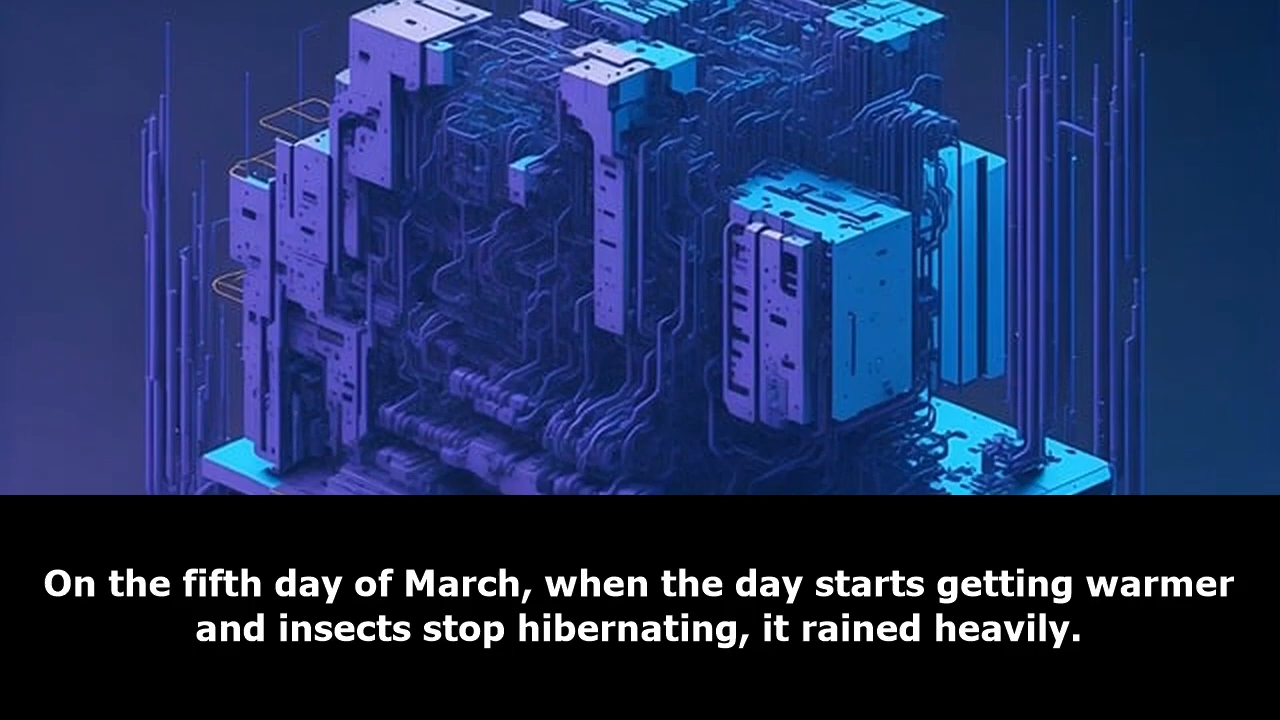 On the fifth day of March, when the day starts getting warmer
and insects stop hibernating, it rained heavily.